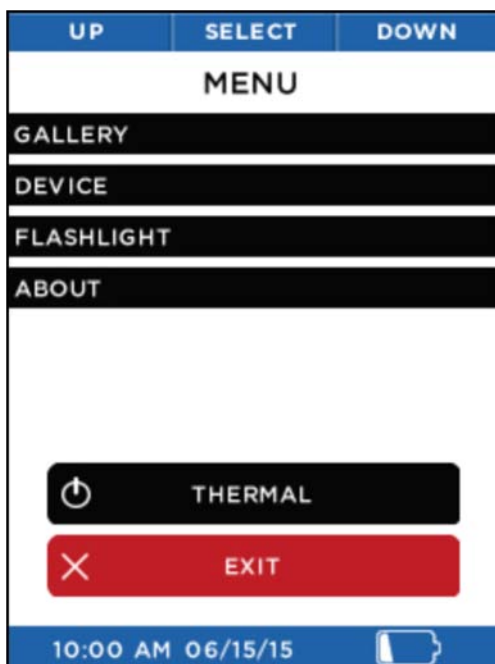 UP SELECT DOWN
MENU
GALLERY
DEVICE
FLASHLIGHT
ABOUT
THERMAL
EXIT
10:00 AM 06/15/15